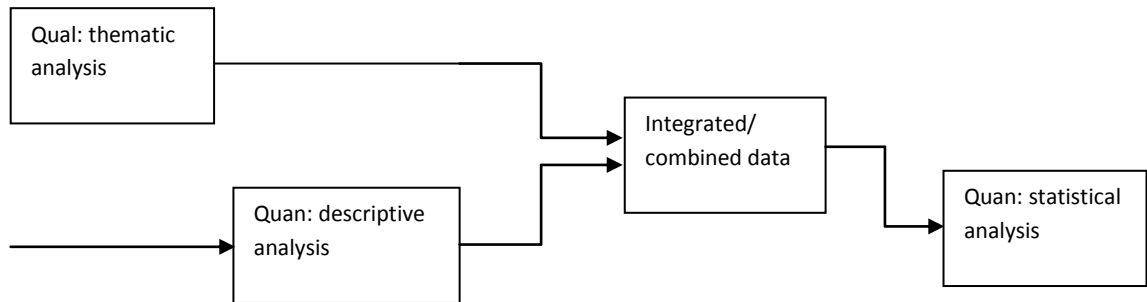 Qual: thematic
analysis
Integrated/
combined data
Quan: descriptive
analysis
Quan: statistical
analysis